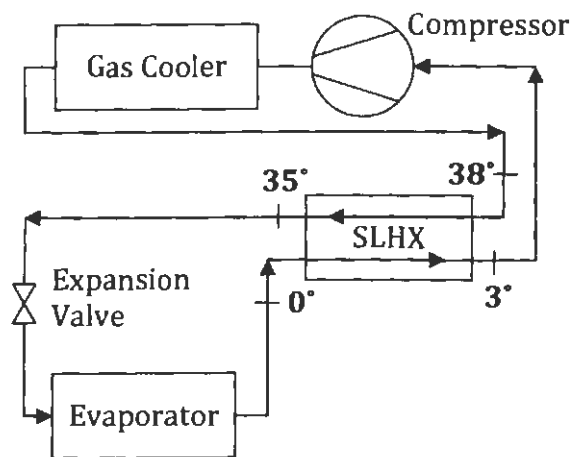 Compressor
Gas Cooler
35°
38°
SLHX
Expansion
Valve
0°
3°
Evaporator